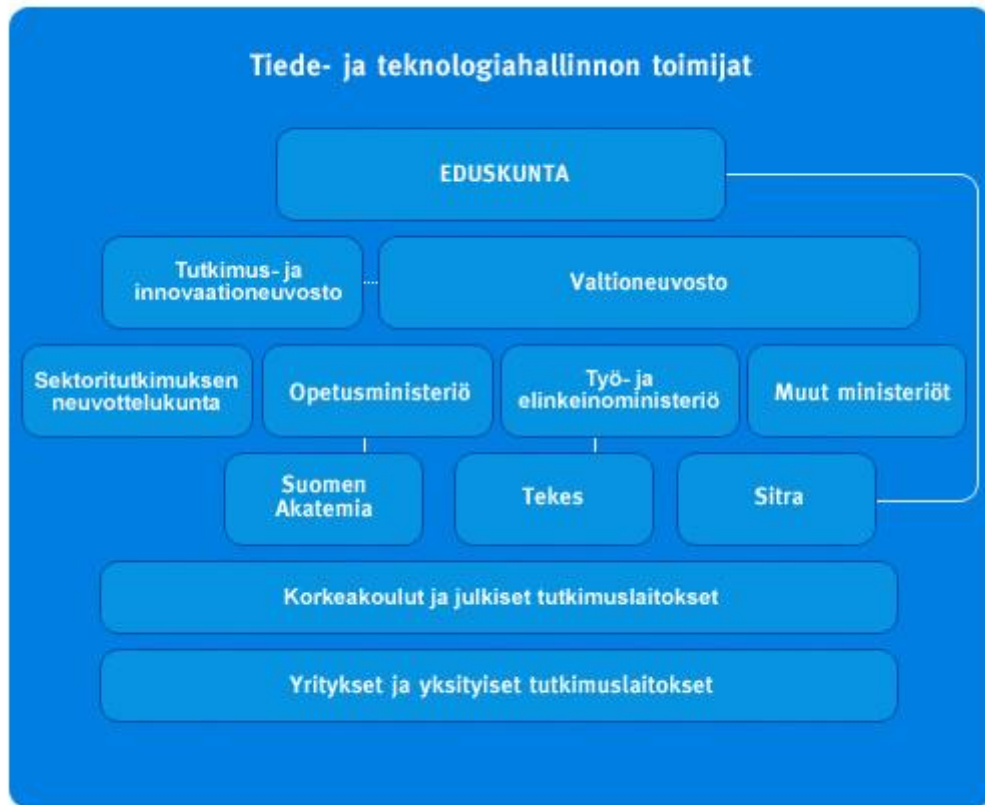 Tiede- ja teknologiahallinnon toimijat
EDUSKUNTA
Tutkimus- ja
innovaationeuvosto
Valtioneuvosto
Sektoritutkimuksen
neuvottelukunta
Opetusministeriö
Työ- ja
elinkeinoministeriö
Muut ministeriöt
Suomen
Akatemia
Tekes
Sitra
Korkeakoulut ja julkiset tutkimuslaitokset
Yritykset ja yksityiset tutkimuslaitokset